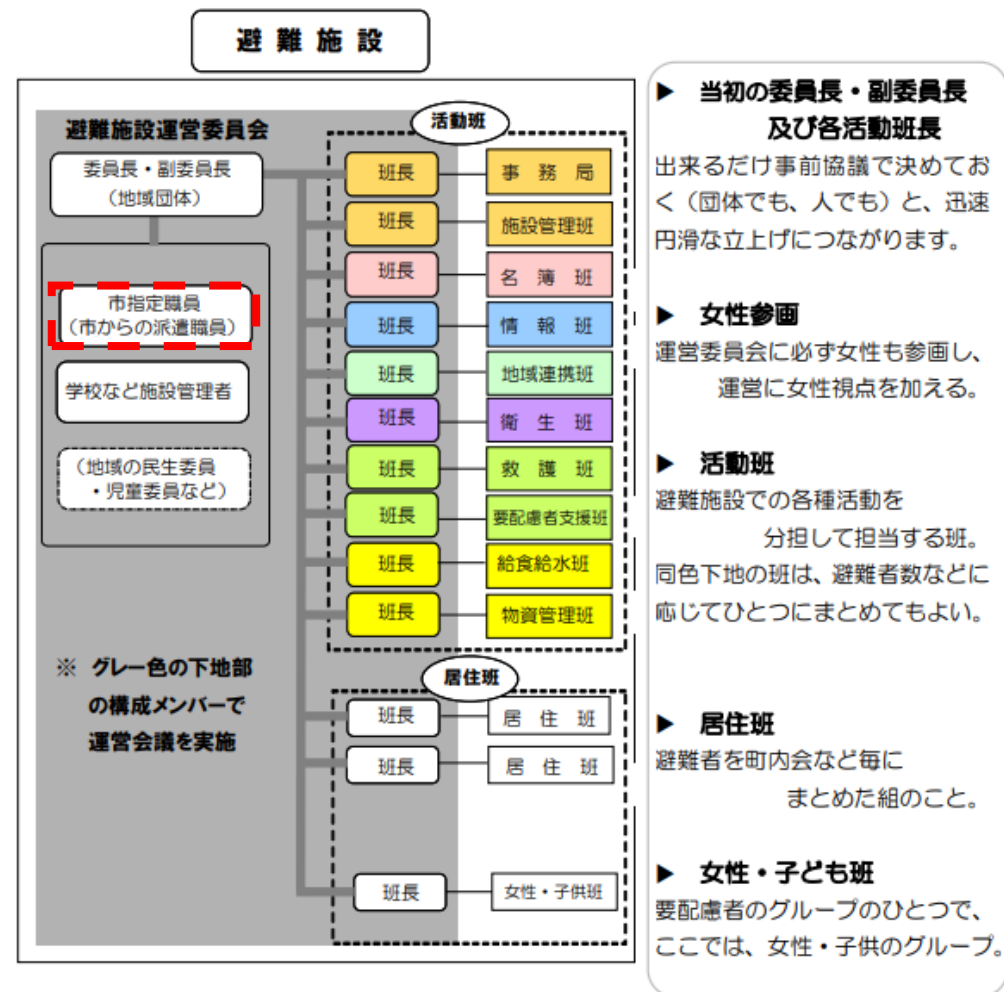 避難施設
避難施設運営委員会
委員長・副委員長
（地域団体）
市指定職員
（市からの派遣職員）
学校など施設管理者
（地域の民生委員
・児童委員など）
※ グレー色の下地部
の構成メンバーで
運営会議を実施
活動班
班長 事務局
班長 施設管理班
班長 名簿班
班長 情報班
班長 地域連携班
班長 衛生班
班長 救護班
班長 要配慮者支援班
班長 給食給水班
班長 物資管理班
居住班
班長 居住班
班長 居住班
班長 女性・子供班
▶ 当初の委員長・副委員長
及び各活動班長
出来るだけ事前協議で決めてお
く（団体でも、人でも）と、迅速
円滑な立上げにつながります。
▶ 女性参画
運営委員会に必ず女性も参画し、
運営に女性視点を加える。
▶ 活動班
避難施設での各種活動を
分担して担当する班。
同色下地の班は、避難者数などに
応じてひとつにまとめてもよい。
▶ 居住班
避難者を町内会など毎に
まとめた組のこと。
▶ 女性・子ども班
要配慮者のグループのひとつで、
ここでは、女性・子供のグループ。